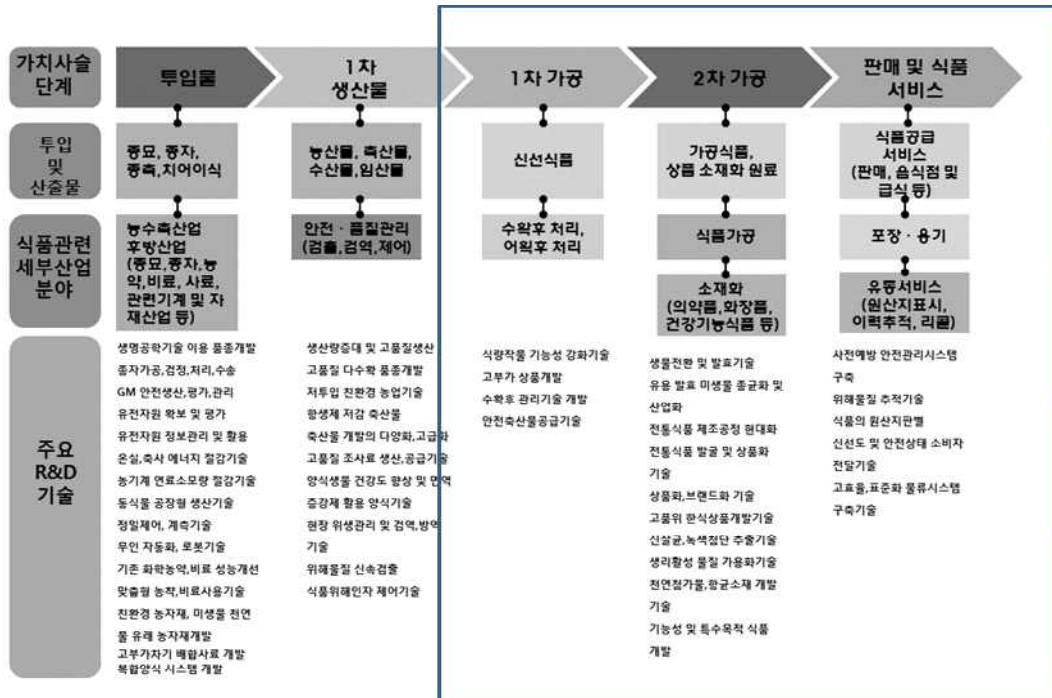 가치사슬
단계
투입물
1차
생산물
1차 가공
2차 가공
판매 및 식품
서비스
투입
및
산출물
종묘, 종자,
종축,치어이식
농산물, 축산물,
수산물,임산물
신선식품
가공식품,
상품 소재화 원료
식품공급
서비스
(판매, 음식점 및
급식 등)
식품관련
세부산업
분야
농수축산업
후방산업
(종묘,종자,농
약,비료, 사료,
관련기계 및 자
재산업 등)
안전 · 품질관리
(검출,검역,제어)
수확후 처리,
어획후 처리
식품가공
소재화
(의약품,화장품,
건강기능식품 등)
포장 · 용기
유통서비스
(원산지표시,
이력추적, 리콜)
주요
R&D
기술
생명공학기술 이용 품종개발
종자가공,검정,처리,수송
GM 안전생산,평가,관리
유전자원 확보 및 평가
유전자원 정보관리 및 활용
온실,축사 에너지 절감기술
농기계 연료소모량 절감기술
동식물 공장형 생산기술
정밀제어, 계측기술
무인 자동화, 로봇기술
기존 화학농약,비료 성능개선
맞춤형 농작,비료사용기술
친환경 농자재, 미생물 천연
물 유래 농자재개발
고부가차기 배합사료 개발
복합양식 시스템 개발
생산량증대 및 고품질생산
고품질 다수확 품종개발
저투입 친환경 농업기술
항생제 저감 축산물
축산물 개발의 다양화,고급화
고품질 조사료 생산,공급기술
양식생물 건강도 향상 및 면역
증강제 활용 양식기술
현장 위생관리 및 검역,방역
기술
위해물질 신속검출
식품위해인자 제어기술
식량작물 기능성 강화기술
고부가 상품개발
수확후 관리기술 개발
안전축산물공급기술
생물전환 및 발효기술
유용 발효 미생물 종균화 및
산업화
전통식품 제조공정 현대화
전통식품 발굴 및 상품화
기술
상품화,브랜드화 기술
고품위 한식상품개발기술
신살균,녹색첨단 추출기술
생리활성 물질 가용화기술
천연첨가물,항균소재 개발
기술
기능성 및 특수목적 식품
개발
사전예방 안전관리시스템
구축
위해물질 추적기술
식품의 원산지판별
신선도 및 안전상태 소비자
전달기술
고효율,표준화 물류시스템
구축기술